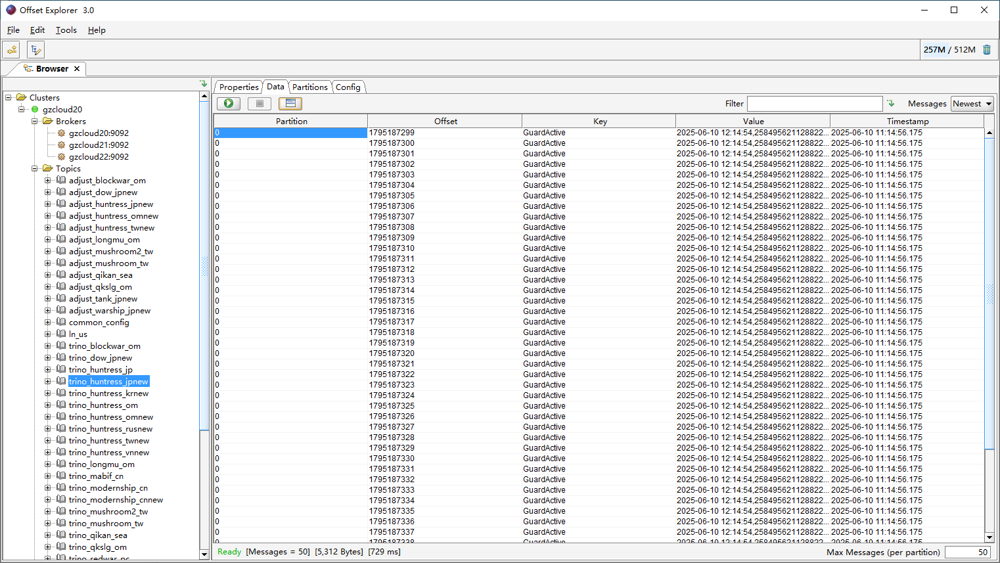 Offset Explorer 3.0
File Edit Tools Help
257M / 512M
Browser
Clusters
gzcloud20
Brokers
gzcloud20:9092
gzcloud21:9092
gzcloud22:9092
Topics
adjust_blockwar_om
adjust_dow_jpnew
adjust_huntress_jpnew
adjust_huntress_omnew
adjust_huntress_twnew
adjust_longmu_om
adjust_mushroom2_tw
adjust_mushroom_tw
adjust_qikan_sea
adjust_qkslg_om
adjust_tank_jpnew
adjust_warship_jpnew
common_config
ln_us
trino_blockwar_om
trino_dow_jpnew
trino_huntress_jp
trino_huntress_jpnew
trino_huntress_krnew
trino_huntress_om
trino_huntress_omnew
trino_huntress_rusnew
trino_huntress_twnew
trino_huntress_vnnew
trino_longmu_om
trino_mabif_cn
trino_modernship_cn
trino_modernship_cnnew
trino_mushroom2_tw
trino_mushroom_tw
trino_qikan_sea
trino_qkslg_om
trino_redwar_pc
Properties Data Partitions Config
Filter Messages Newest
Partition Offset Key Value Timestamp
0 1795187299 GuardActive 2025-06-10 12:14:54,258495621128822... 2025-06-10 11:14:56.175
0 1795187300 GuardActive 2025-06-10 12:14:54,258495621128822... 2025-06-10 11:14:56.175
0 1795187301 GuardActive 2025-06-10 12:14:54,258495621128822... 2025-06-10 11:14:56.175
0 1795187302 GuardActive 2025-06-10 12:14:54,258495621128822... 2025-06-10 11:14:56.175
0 1795187303 GuardActive 2025-06-10 12:14:54,258495621128822... 2025-06-10 11:14:56.175
0 1795187304 GuardActive 2025-06-10 12:14:54,258495621128822... 2025-06-10 11:14:56.175
0 1795187305 GuardActive 2025-06-10 12:14:54,258495621128822... 2025-06-10 11:14:56.175
0 1795187306 GuardActive 2025-06-10 12:14:54,258495621128822... 2025-06-10 11:14:56.175
0 1795187307 GuardActive 2025-06-10 12:14:54,258495621128822... 2025-06-10 11:14:56.175
0 1795187308 GuardActive 2025-06-10 12:14:54,258495621128822... 2025-06-10 11:14:56.175
0 1795187309 GuardActive 2025-06-10 12:14:54,258495621128822... 2025-06-10 11:14:56.175
0 1795187310 GuardActive 2025-06-10 12:14:54,258495621128822... 2025-06-10 11:14:56.175
0 1795187311 GuardActive 2025-06-10 12:14:54,258495621128822... 2025-06-10 11:14:56.175
0 1795187312 GuardActive 2025-06-10 12:14:54,258495621128822... 2025-06-10 11:14:56.175
0 1795187313 GuardActive 2025-06-10 12:14:54,258495621128822... 2025-06-10 11:14:56.175
0 1795187314 GuardActive 2025-06-10 12:14:54,258495621128822... 2025-06-10 11:14:56.175
0 1795187315 GuardActive 2025-06-10 12:14:54,258495621128822... 2025-06-10 11:14:56.175
0 1795187316 GuardActive 2025-06-10 12:14:54,258495621128822... 2025-06-10 11:14:56.175
0 1795187317 GuardActive 2025-06-10 12:14:54,258495621128822... 2025-06-10 11:14:56.175
0 1795187318 GuardActive 2025-06-10 12:14:54,258495621128822... 2025-06-10 11:14:56.175
0 1795187319 GuardActive 2025-06-10 12:14:54,258495621128822... 2025-06-10 11:14:56.175
0 1795187320 GuardActive 2025-06-10 12:14:54,258495621128822... 2025-06-10 11:14:56.175
0 1795187321 GuardActive 2025-06-10 12:14:54,258495621128822... 2025-06-10 11:14:56.175
0 1795187322 GuardActive 2025-06-10 12:14:54,258495621128822... 2025-06-10 11:14:56.175
0 1795187323 GuardActive 2025-06-10 12:14:54,258495621128822... 2025-06-10 11:14:56.175
0 1795187324 GuardActive 2025-06-10 12:14:54,258495621128822... 2025-06-10 11:14:56.175
0 1795187325 GuardActive 2025-06-10 12:14:54,258495621128822... 2025-06-10 11:14:56.175
0 1795187326 GuardActive 2025-06-10 12:14:54,258495621128822... 2025-06-10 11:14:56.175
0 1795187327 GuardActive 2025-06-10 12:14:54,258495621128822... 2025-06-10 11:14:56.175
0 1795187328 GuardActive 2025-06-10 12:14:54,258495621128822... 2025-06-10 11:14:56.175
0 1795187329 GuardActive 2025-06-10 12:14:54,258495621128822... 2025-06-10 11:14:56.175
0 1795187330 GuardActive 2025-06-10 12:14:54,258495621128822... 2025-06-10 11:14:56.175
0 1795187331 GuardActive 2025-06-10 12:14:54,258495621128822... 2025-06-10 11:14:56.175
0 1795187332 GuardActive 2025-06-10 12:14:54,258495621128822... 2025-06-10 11:14:56.175
0 1795187333 GuardActive 2025-06-10 12:14:54,258495621128822... 2025-06-10 11:14:56.175
0 1795187334 GuardActive 2025-06-10 12:14:54,258495621128822... 2025-06-10 11:14:56.175
0 1795187335 GuardActive 2025-06-10 12:14:54,258495621128822... 2025-06-10 11:14:56.175
0 1795187336 GuardActive 2025-06-10 12:14:54,258495621128822... 2025-06-10 11:14:56.175
0 1795187337 GuardActive 2025-06-10 12:14:54,258495621128822... 2025-06-10 11:14:56.175
0 1795187338 GuardActive 2025-06-10 12:14:54,258495621128822... 2025-06-10 11:14:56.175
Ready [Messages = 50] [5,312 Bytes] [729 ms]
Max Messages (per partition) 50